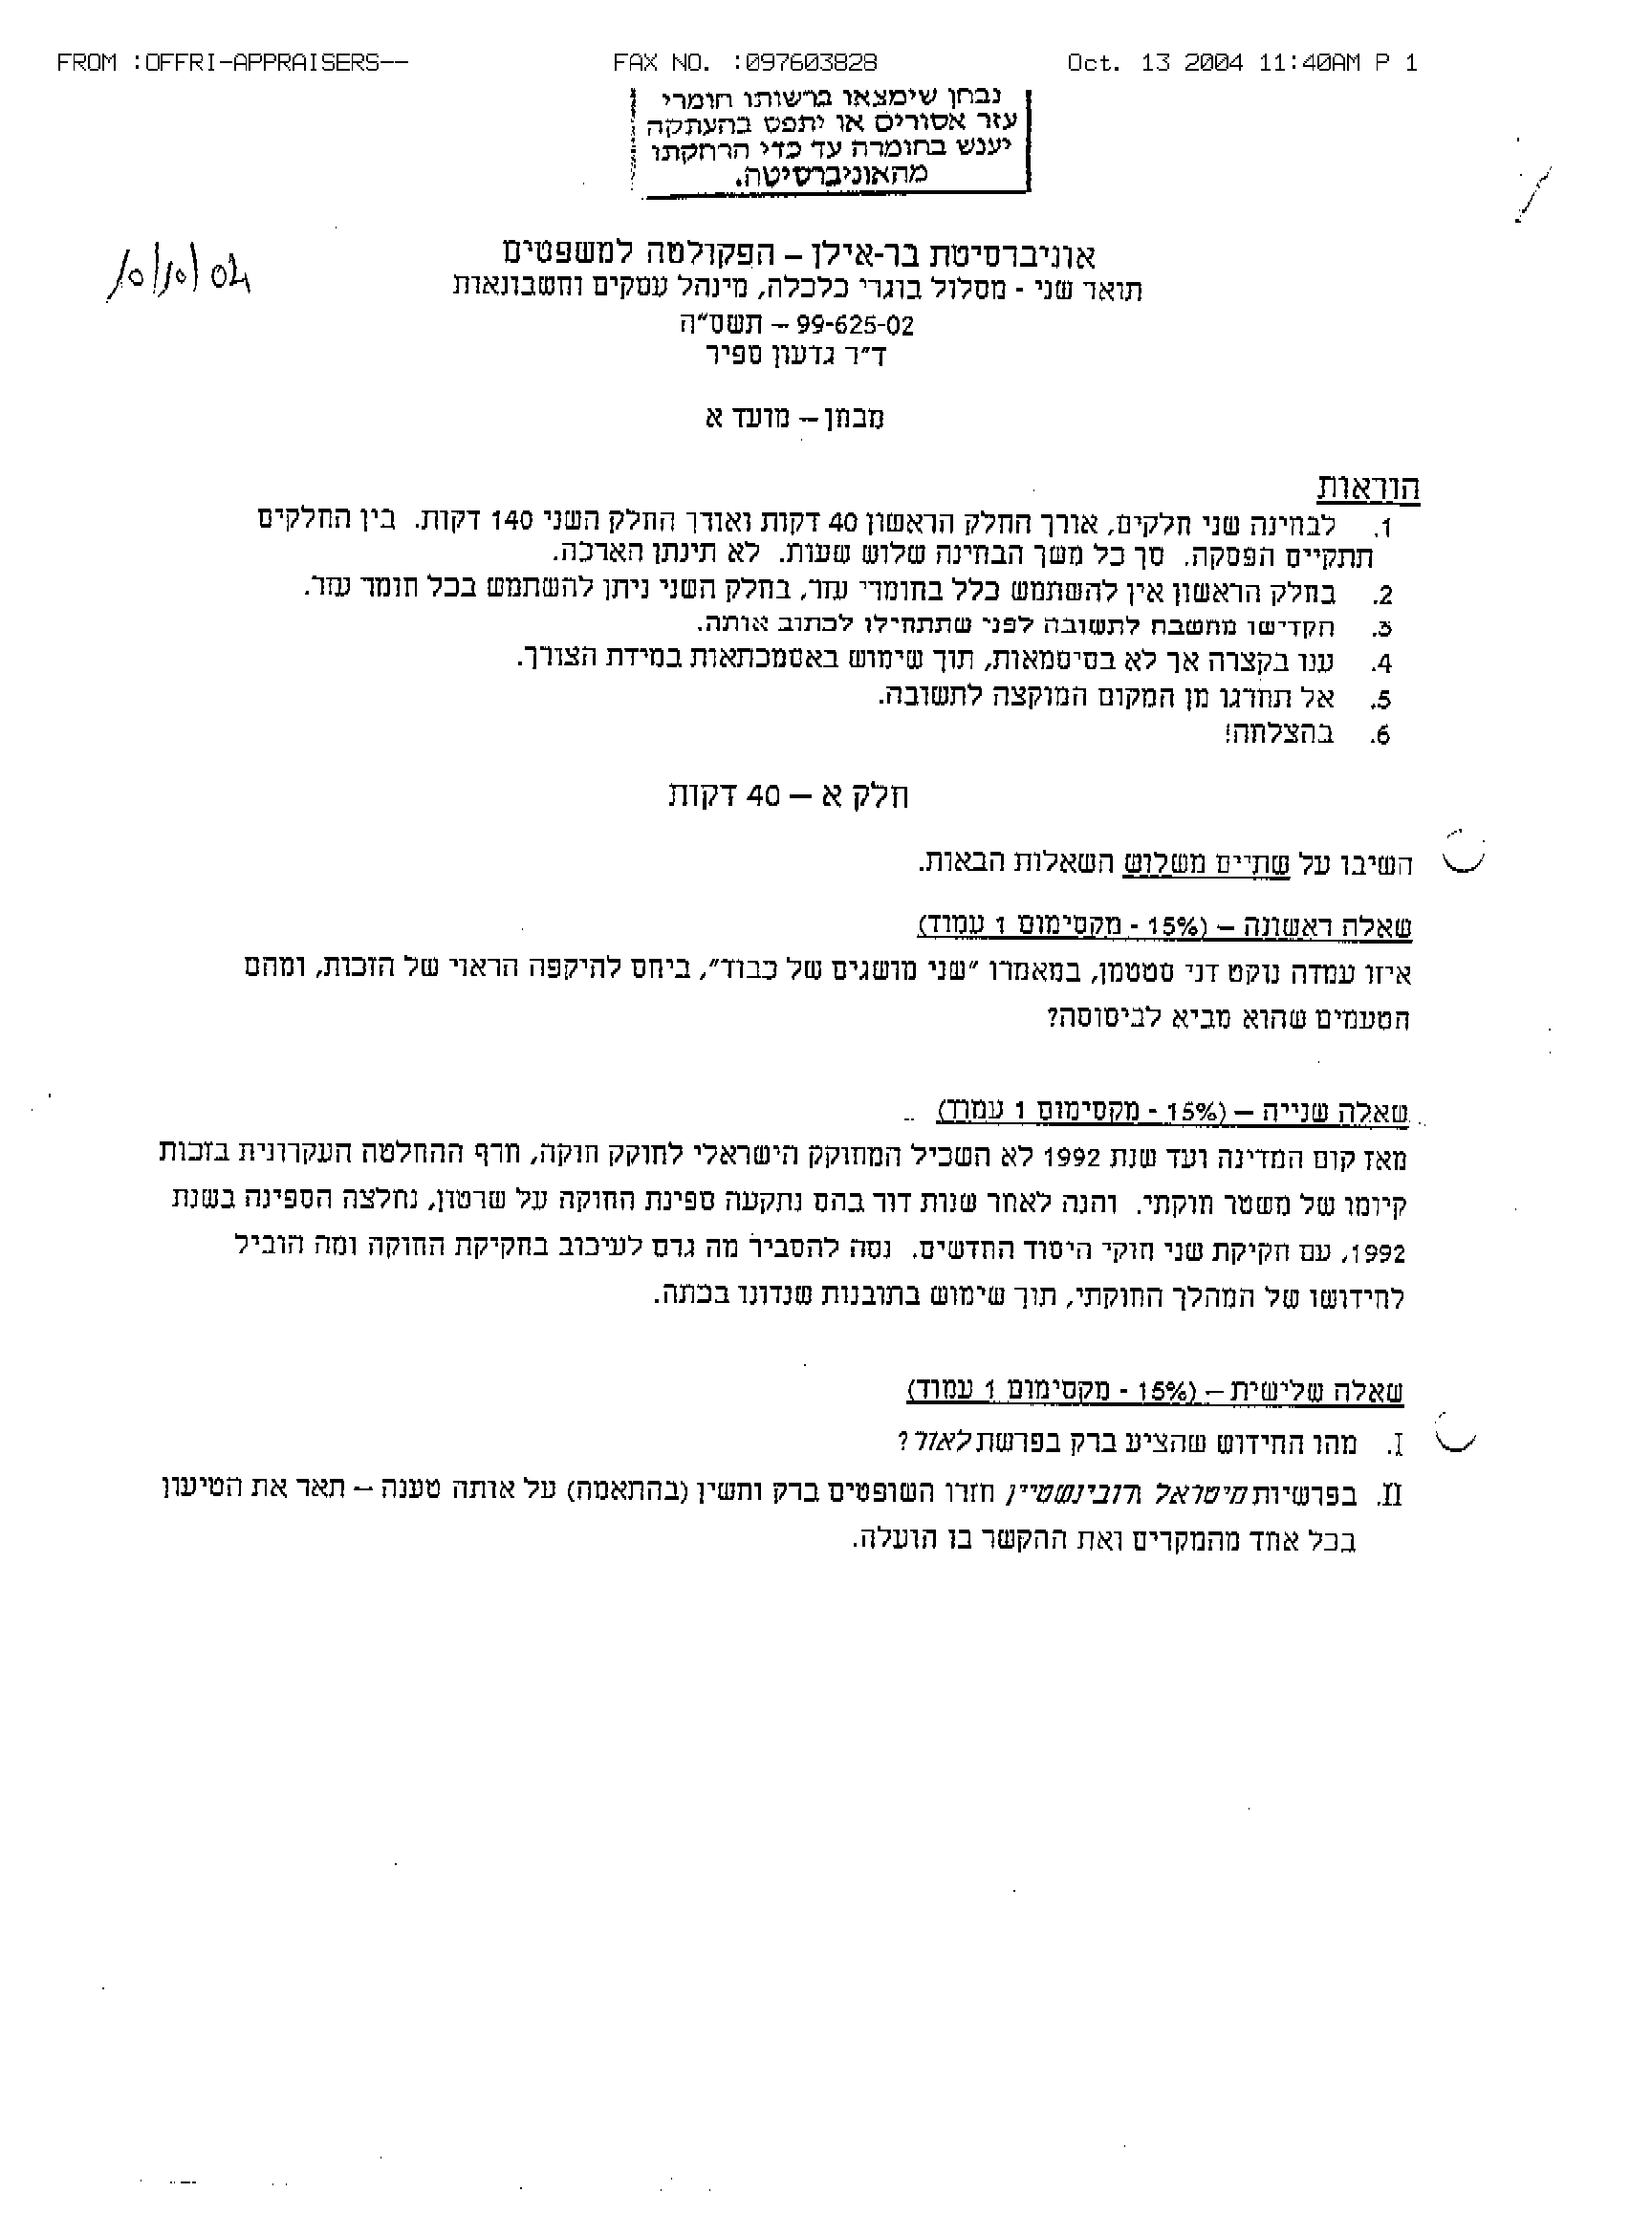 FROM :OFFRI-APPRAISERS-- FAX NO. :097603828 Oct. 13 2004 11:40AM P 1
נבחן שימצאו ברשותו חומרי
עזר אסורים או יתפס בהעתקה
יענש בחומרה עד כדי הרחקתו
מהאוניברסיטה.
אוניברסיטת בר-אילן – הפקולטה למשפטים
10/10/04
תואר שני - מסלול בוגרי כלכלה, מינהל עסקים וחשבונאות
99-625-02 – תשס"ה
ד"ר גדעון ספיר
מבחן – מועד א
הוראות
1. לבחינה שני חלקים, אורך החלק הראשון 40 דקות ואורך החלק השני 140 דקות. בין החלקים
תתקיים הפסקה. סך כל משך הבחינה שלוש שעות. לא תינתן הארכה.
2. בחלק הראשון אין להשתמש כלל בחומרי עזר, בחלק השני ניתן להשתמש בכל חומר עזר.
3. הקדישו מחשבה לתשובה לפני שתתחילו לכתוב אותה.
4. ענו בקצרה אך לא בסיסמאות, תוך שימוש באסמכתאות במידת הצורך.
5. אל תחרגו מן המקום המוקצה לתשובה.
6. בהצלחה!
חלק א – 40 דקות
השיבו על שתיים משלוש השאלות הבאות.
שאלה ראשונה – (15% - מקסימום 1 עמוד)
איזו עמדה נוקט דני סטטמן, במאמרו "שני מושגים של כבוד", ביחס להיקפה הראוי של הזכות, ומהם
הטעמים שהוא מביא לביסוסה?
שאלה שנייה – (15% - מקסימום 1 עמוד)
מאז קום המדינה ועד שנת 1992 לא השכיל המחוקק הישראלי לחוקק חוקה, חרף ההחלטה העקרונית בזכות
קיומו של משטר חוקתי. והנה לאחר שנות דור בהם נתקעה ספינת החוקה על שרטון, נחלצה הספינה בשנת
1992, עם חקיקת שני חוקי היסוד החדשים. נסה להסביר מה גרם לעיכוב בחקיקת החוקה ומה הוביל
לחידושו של המהלך החוקתי, תוך שימוש בתובנות שנדונו בכתה.
שאלה שלישית – (15% - מקסימום 1 עמוד)
I. מהו החידוש שהציע ברק בפרשת לאור?
II. בפרשיות מיטראל ורובינשטיין חזרו השופטים ברק וחשין (בהתאמה) על אותה טענה – תאר את הטיעון
בכל אחד מהמקרים ואת ההקשר בו הועלה.